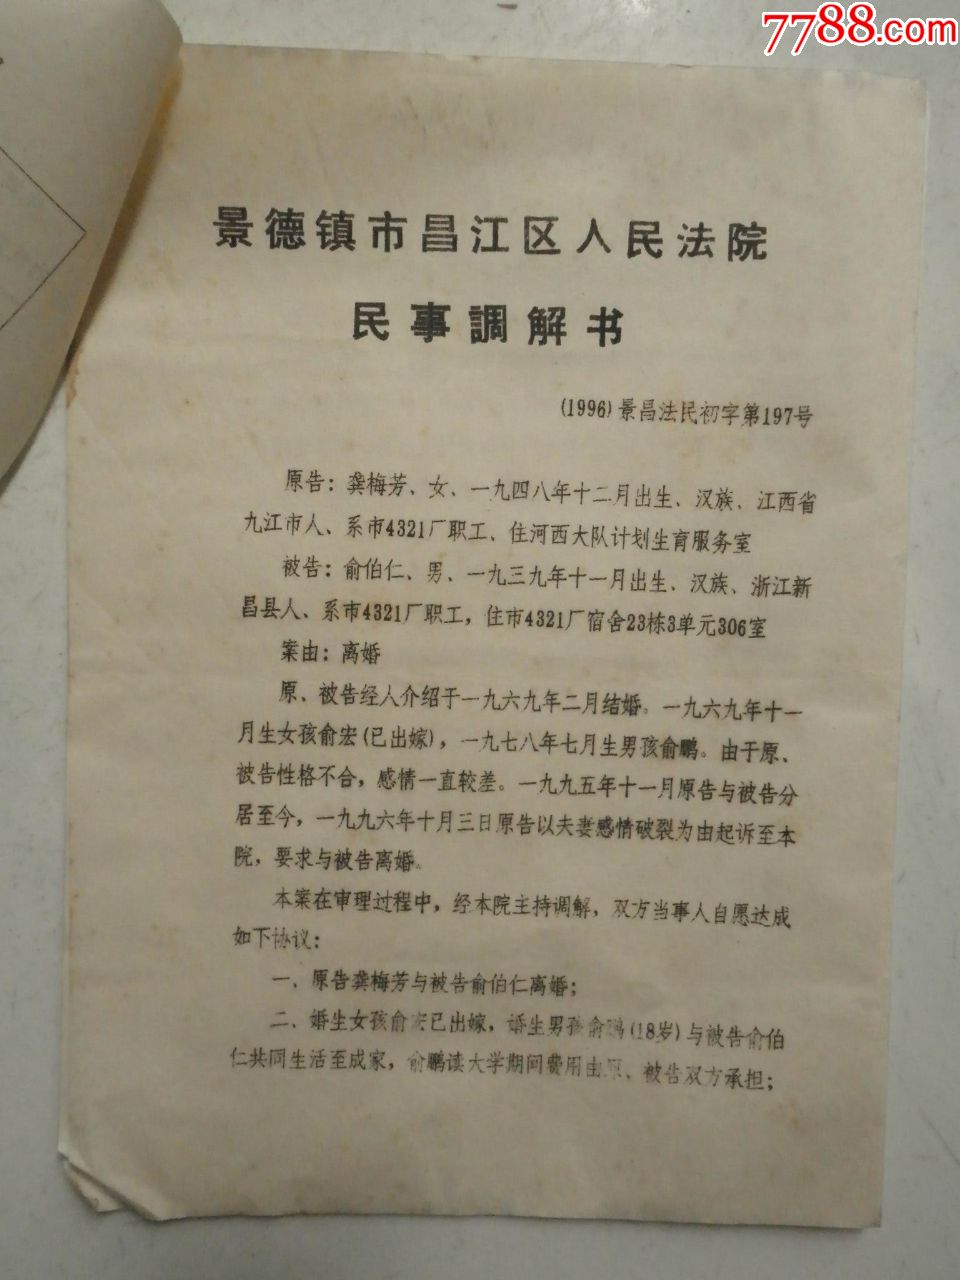 7788.com
景德镇市昌江区人民法院
民事調解书
(1996)景昌法民初字第197号
原告：龚梅芳、女、一九四八年十二月出生、汉族、江西省
九江市人、系市4321厂职工、住河西大队计划生育服务室
被告：俞伯仁、男、一九三九年十一月出生、汉族、浙江新
昌县人、系市4321厂职工，住市4321厂宿舍23栋3单元306室
案由：离婚
原、被告经人介绍于一九六九年二月结婚。一九六九年十一
月生女孩俞宏(已出嫁)，一九七八年七月生男孩俞鹏。由于原、
被告性格不合，感情一直较差。一九九五年十一月原告与被告分
居至今，一九九六年十月三日原告以夫妻感情破裂为由起诉至本
院，要求与被告离婚。
本案在审理过程中，经本院主持调解，双方当事人自愿达成
如下协议：
一、原告龚梅芳与被告俞伯仁离婚；
二、婚生女孩俞宏已出嫁，婚生男孩俞鹏(18岁)与被告俞伯
仁共同生活至成家，俞鹏读大学期间费用由原、被告双方承担；